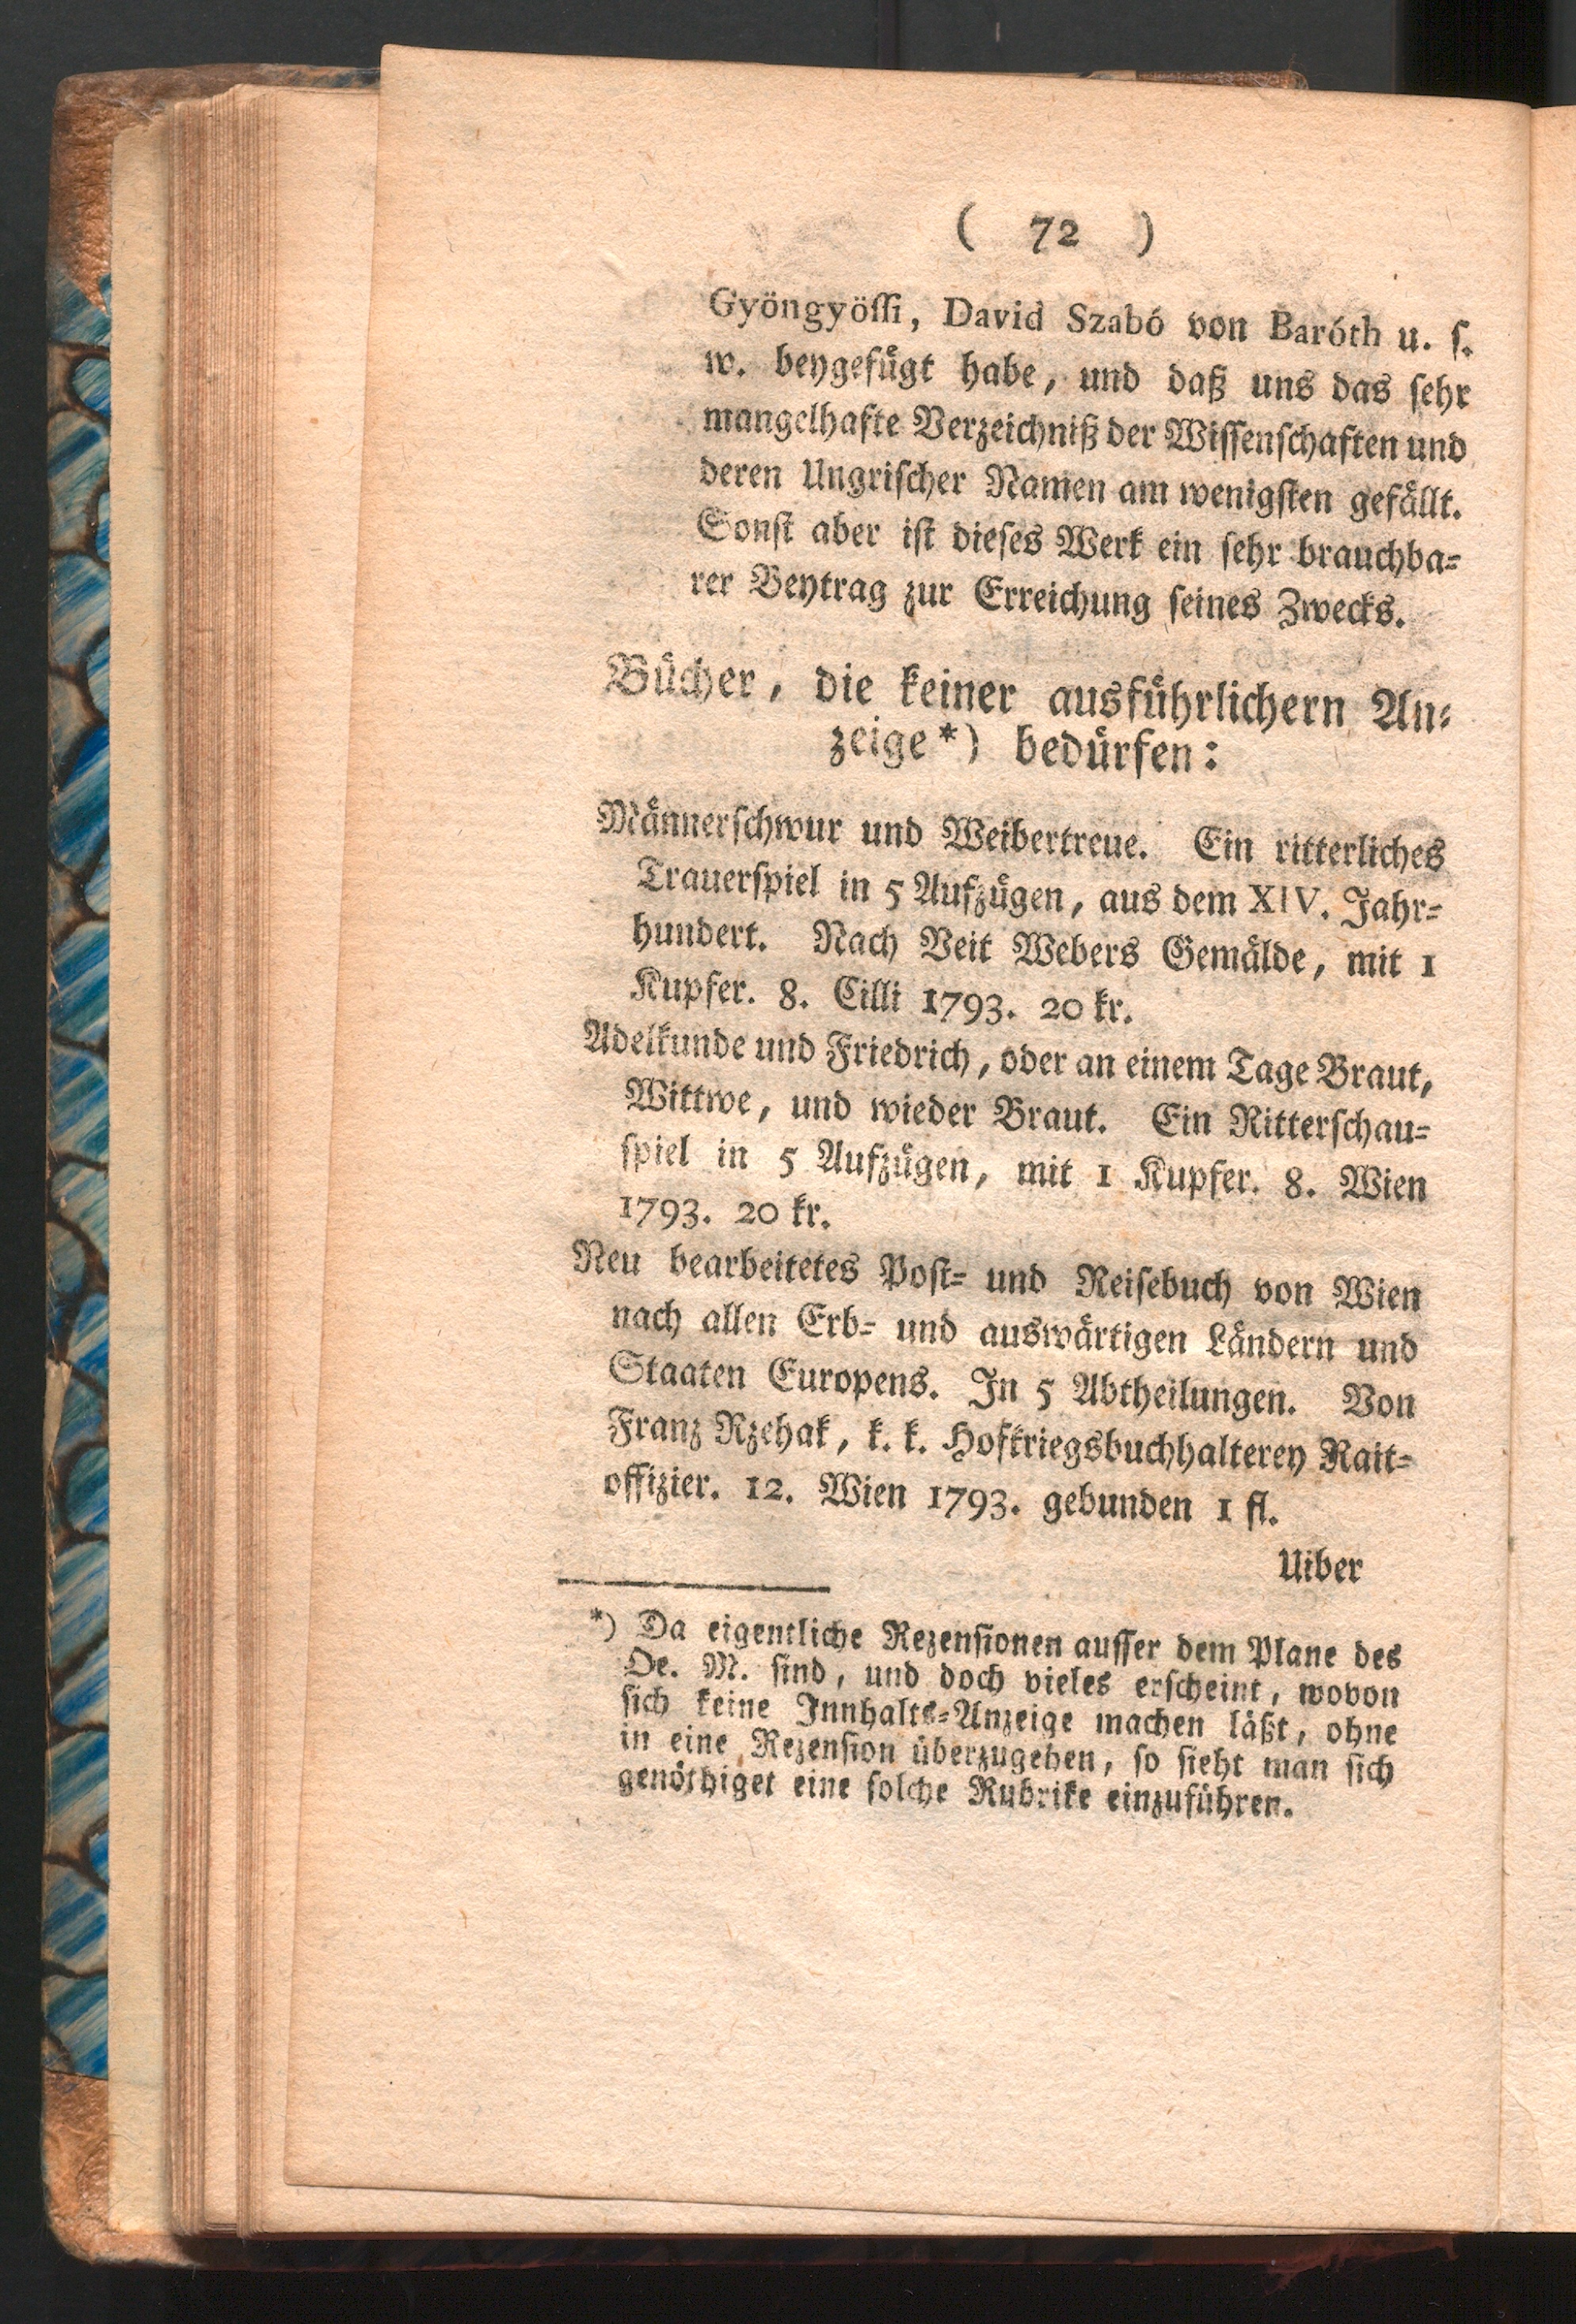 ( 72 )
Gyöngyöſſi, David Szabó von Baróth u. ſ.
w. beygefügt habe, und daß uns das ſehr
mangelhafte Verzeichniß der Wiſſenſchaften und
deren Ungriſcher Namen am wenigſten gefällt.
Sonſt aber iſt dieſes Werk ein ſehr brauchba-
rer Beytrag zur Erreichung ſeines Zwecks.
Bücher, die keiner ausführlichern An-
zeige*) bedürfen:
Männerſchwur und Weibertreue. Ein ritterliches
Trauerſpiel in 5 Aufzügen, aus dem XIV. Jahr-
hundert. Nach Veit Webers Gemälde, mit 1
Kupfer. 8. Cilli 1793. 20 kr.
Adelkunde und Friedrich, oder an einem Tage Braut,
Wittwe, und wieder Braut. Ein Ritterſchau-
ſpiel in 5 Aufzügen, mit 1 Kupfer. 8. Wien
1793. 20 kr.
Neu bearbeitetes Poſt- und Reiſebuch von Wien
nach allen Erb- und auswärtigen Ländern und
Staaten Europens. In 5 Abtheilungen. Von
Franz Rzehak, k. k. Hofkriegsbuchhalterey Rait-
offizier. 12. Wien 1793. gebunden 1 fl.
Uiber
*) Da eigentliche Rezenſionen auſſer dem Plane des
Oe. M. ſind, und doch vieles erſcheint, wovon
ſich keine Innhalts-Anzeige machen läßt, ohne
in eine Rezenſion überzugehen, ſo ſieht man ſich
genöthiget eine ſolche Rubrike einzuführen.